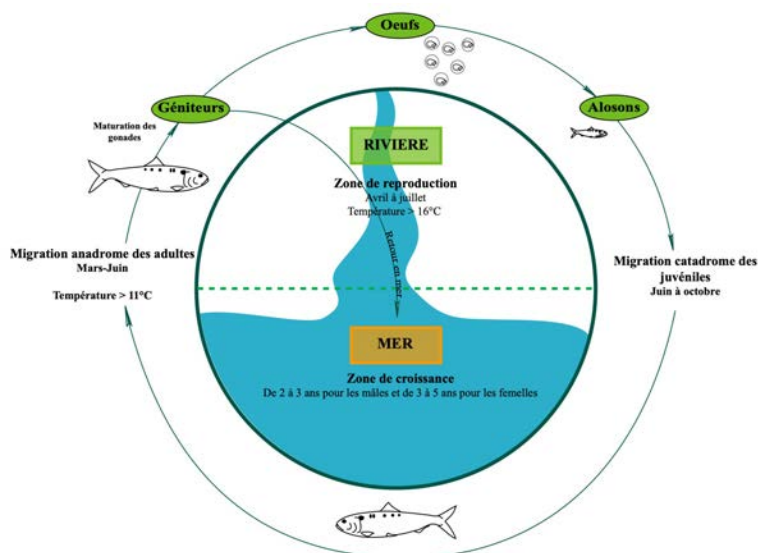 Oeufs
Géniteurs
Alosons
Maturation des
gonades
RIVIERE
Zone de reproduction
Avril à juillet
Température > 16°C
Retour en mer
Migration anadrome des adultes
Mars-Juin
Température > 11°C
Migration catadrome des
juvéniles
Juin à octobre
MER
Zone de croissance
De 2 à 3 ans pour les mâles et de 3 à 5 ans pour les femelles